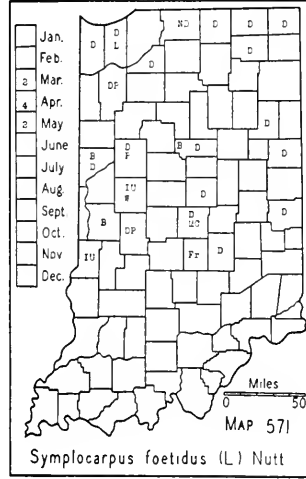 Jan.
Feb.
2 Mar.
4 Apr.
2 May
June
July
Aug.
Sept.
Oct.
Nov
Dec.
ND D D D
D D
L
D
D
DP
D
D B D
B P
D
D
IU
D
D D
B MC
DP
Fr D
IU
Miles
0 50
MAP 571
Symplocarpus foetidus (L) Nutt